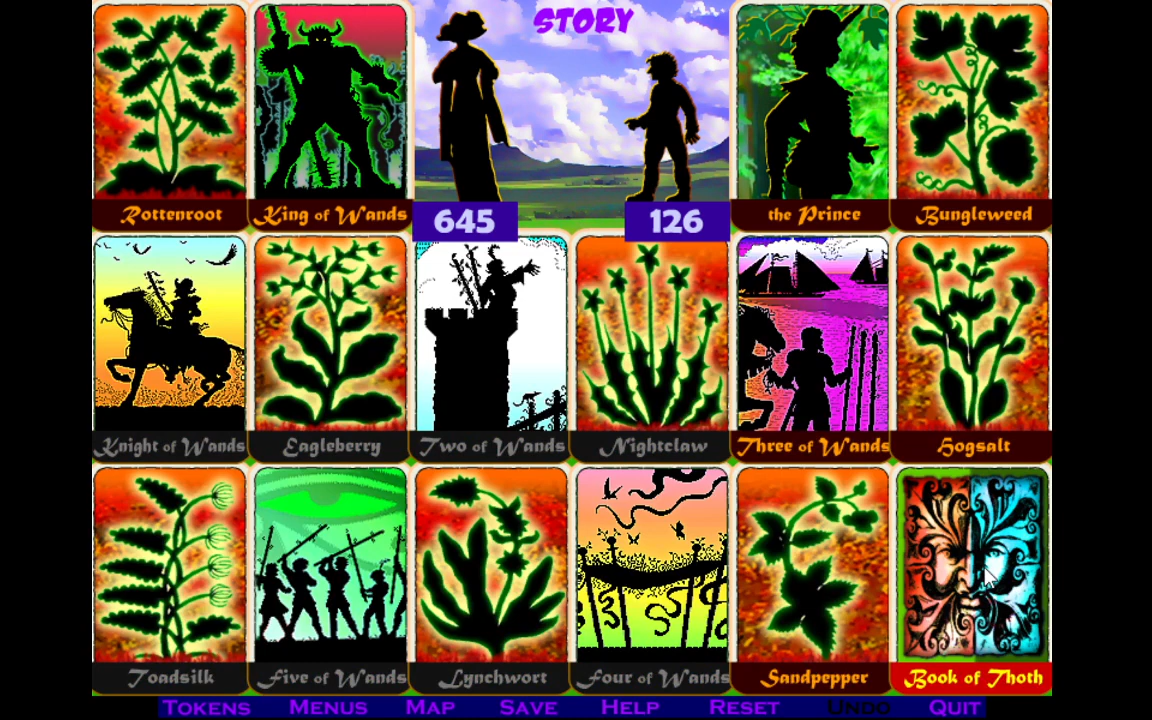 STORY
Rottenroot
King of Wands
645
126
the Prince
Bungleweed
Knight of Wands
Eagleberry
Two of Wands
Nightclaw
Three of Wands
Hogsalt
Toadsilk
Five of Wands
Lynchwort
Four of Wands
Sandpepper
Book of Thoth
Tokens Menus Map Save Help Reset Undo Quit